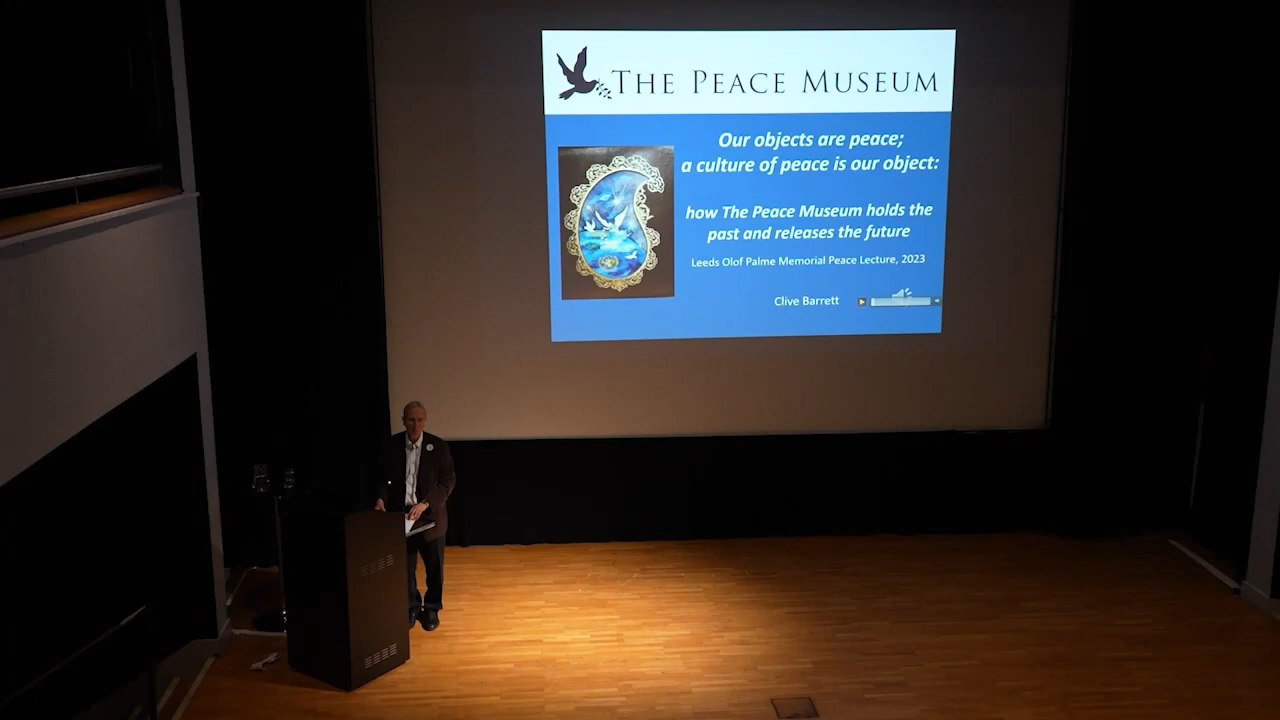 THE PEACE MUSEUM
Our objects are peace;
a culture of peace is our object:
how The Peace Museum holds the
past and releases the future
Leeds Olof Palme Memorial Peace Lecture, 2023
Clive Barrett